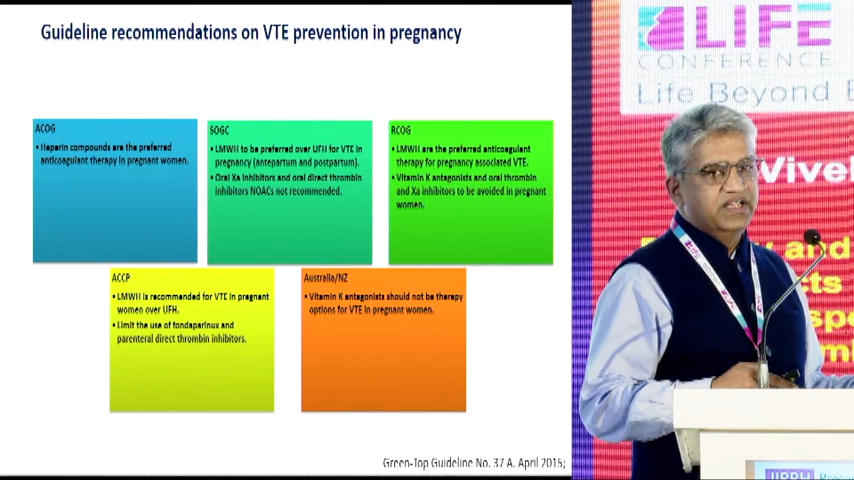 Guideline recommendations on VTE prevention in pregnancy
ACOG
• Heparin compounds are the preferred
anticoagulant therapy in pregnant women.
SOGC
• LMWH to be preferred over UFH for VTE in
pregnancy (antepartum and postpartum).
• Oral Xa inhibitors and oral direct thrombin
inhibitors NOACs not recommended.
RCOG
• LMWH are the preferred anticoagulant
therapy for pregnancy associated VTE.
• Vitamin K antagonists and oral thrombin
and Xa inhibitors to be avoided in pregnant
women.
ACCP
• LMWH is recommended for VTE in pregnant
women over UFH.
• Limit the use of fondaparinux and
parenteral direct thrombin inhibitors.
Australia/NZ
• Vitamin K antagonists should not be therapy
options for VTE in pregnant women.
Green-Top Guideline No. 37 A. April 2015;
LIFE
CONFERENCE
Life Beyond
Vivel
and
LIFE